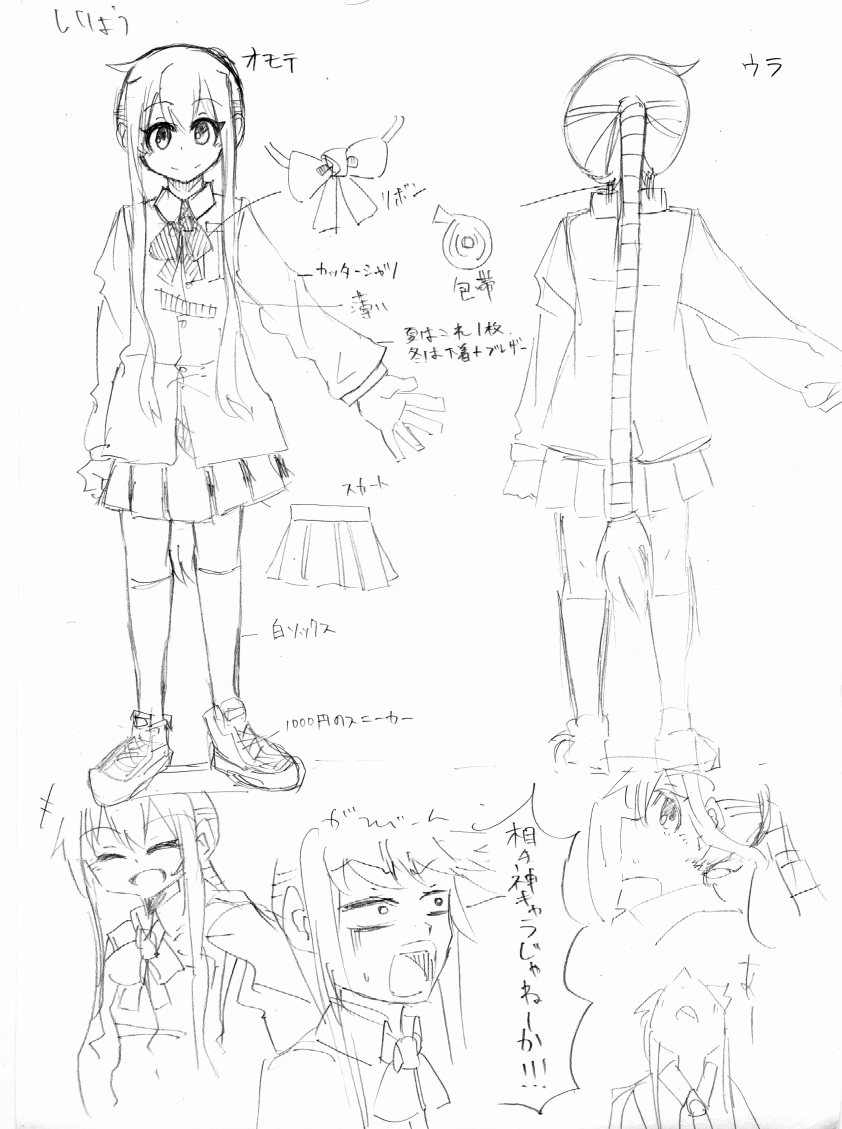 しいぼう
オモテ
ウラ
リボン
カッターシャツ
包帯
薄い
夏はこれ1枚.
冬は下着+ブレザー
スカート
白ソックス
1000円のスニーカー
がびーん
相方神キャラじゃねーか!!!